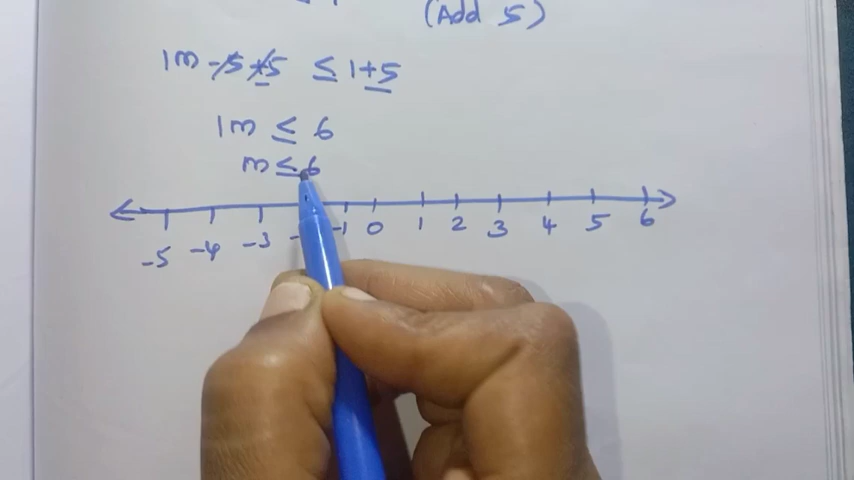 (Add 5)
1m -5 +5 ≤ 1+5
1m ≤ 6
m ≤ 6
-5 -4 -3 -1 0 1 2 3 4 5 6